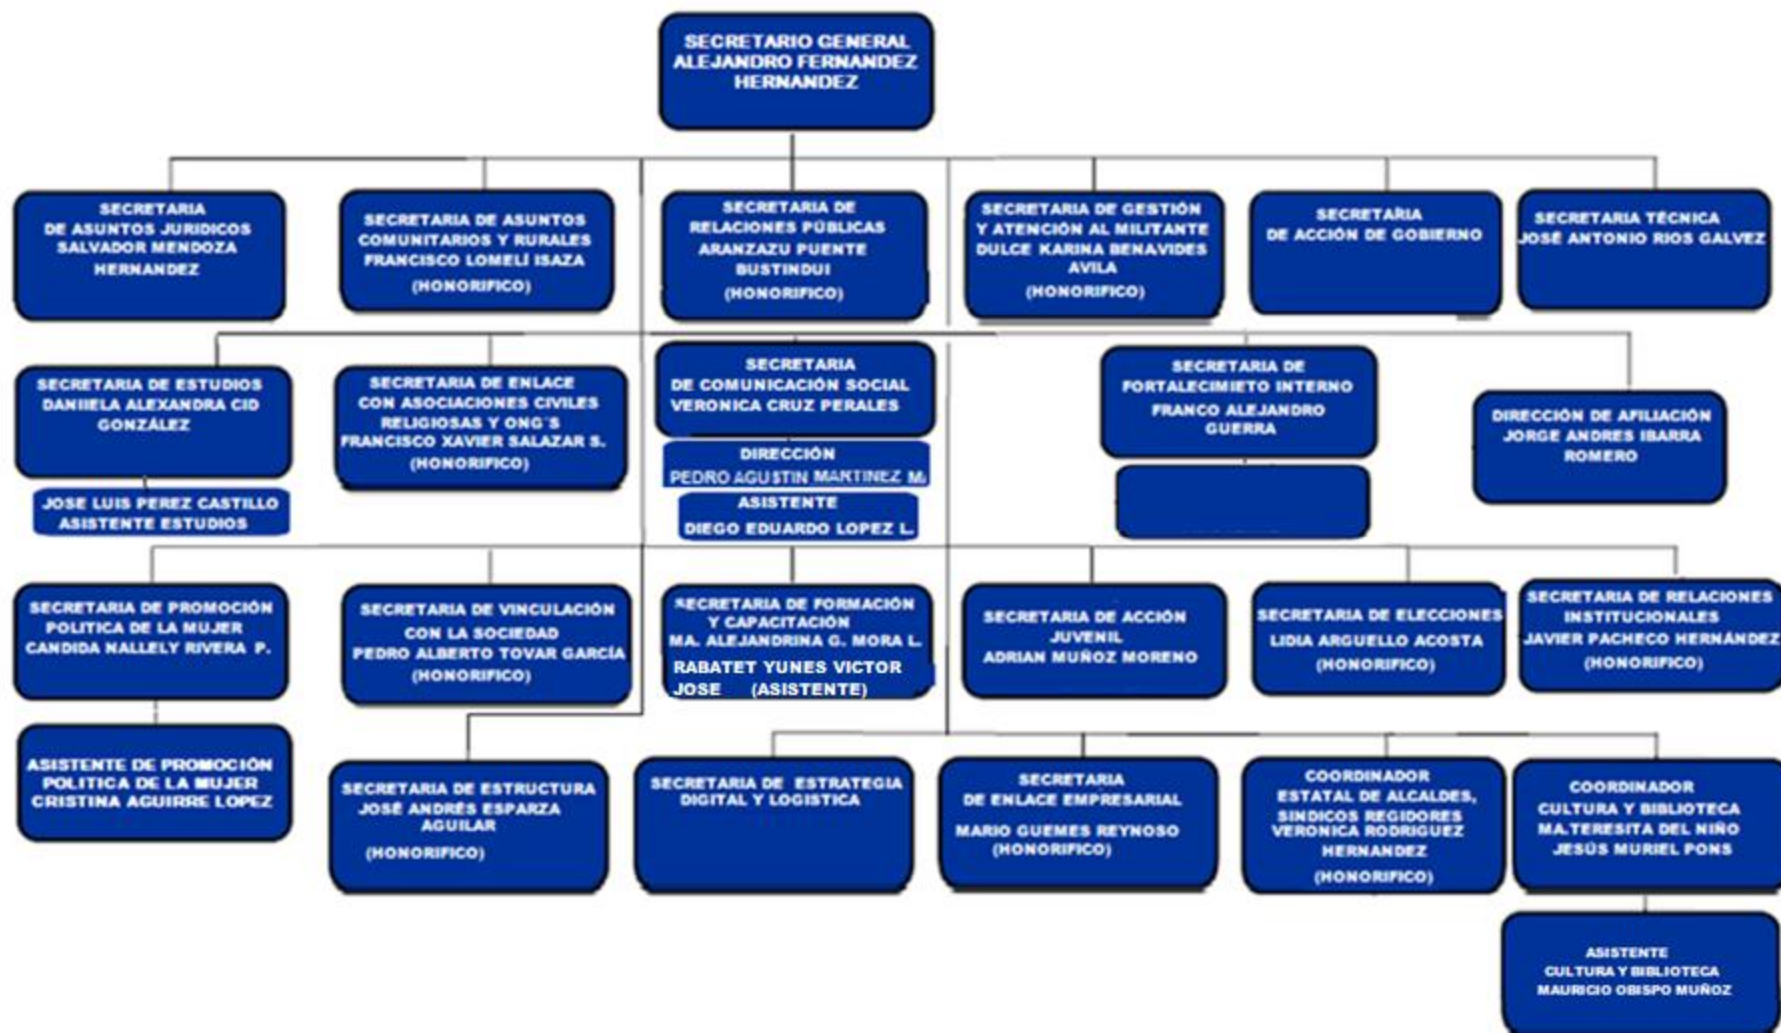 SECRETARIO GENERAL
ALEJANDRO FERNANDEZ
HERNANDEZ
SECRETARIA
DE ASUNTOS JURIDICOS
SALVADOR MENDOZA
HERNANDEZ
SECRETARIA DE ASUNTOS
COMUNITARIOS Y RURALES
FRANCISCO LOMELÍ ISAZA
(HONORIFICO)
SECRETARIA DE
RELACIONES PÚBLICAS
ARANZAZU PUENTE
BUSTINDUI
(HONORIFICO)
SECRETARIA DE GESTIÓN
Y ATENCIÓN AL MILITANTE
DULCE KARINA BENAVIDES
AVILA
(HONORIFICO)
SECRETARIA
DE ACCIÓN DE GOBIERNO
SECRETARIA TÉCNICA
JOSÉ ANTONIO RIOS GALVEZ
SECRETARIA DE ESTUDIOS
DANIIELA ALEXANDRA CID
GONZÁLEZ
JOSE LUIS PEREZ CASTILLO
ASISTENTE ESTUDIOS
SECRETARIA DE ENLACE
CON ASOCIACIONES CIVILES
RELIGIOSAS Y ONG´S
FRANCISCO XAVIER SALAZAR S.
(HONORIFICO)
SECRETARIA
DE COMUNICACIÓN SOCIAL
VERONICA CRUZ PERALES
DIRECCIÓN
PEDRO AGUSTIN MARTINEZ M.
ASISTENTE
DIEGO EDUARDO LOPEZ L.
SECRETARIA DE
FORTALECIMIETO INTERNO
FRANCO ALEJANDRO
GUERRA
DIRECCIÓN DE AFILIACIÓN
JORGE ANDRES IBARRA
ROMERO
SECRETARIA DE PROMOCIÓN
POLITICA DE LA MUJER
CANDIDA NALLELY RIVERA P.
ASISTENTE DE PROMOCIÓN
POLITICA DE LA MUJER
CRISTINA AGUIRRE LOPEZ
SECRETARIA DE VINCULACIÓN
CON LA SOCIEDAD
PEDRO ALBERTO TOVAR GARCÍA
(HONORIFICO)
SECRETARIA DE FORMACIÓN
Y CAPACITACIÓN
MA. ALEJANDRINA G. MORA L.
RABATET YUNES VICTOR
JOSE (ASISTENTE)
SECRETARIA DE ACCIÓN
JUVENIL
ADRIAN MUÑOZ MORENO
SECRETARIA DE ELECCIONES
LIDIA ARGUELLO ACOSTA
(HONORIFICO)
SECRETARIA DE RELACIONES
INSTITUCIONALES
JAVIER PACHECO HERNÁNDEZ
(HONORIFICO)
SECRETARIA DE ESTRUCTURA
JOSÉ ANDRÉS ESPARZA
AGUILAR
(HONORIFICO)
SECRETARIA DE ESTRATEGIA
DIGITAL Y LOGISTICA
SECRETARIA
DE ENLACE EMPRESARIAL
MARIO GUEMES REYNOSO
(HONORIFICO)
COORDINADOR
ESTATAL DE ALCALDES,
SINDICOS REGIDORES
VERONICA RODRIGUEZ
HERNANDEZ
(HONORIFICO)
COORDINADOR
CULTURA Y BIBLIOTECA
MA.TERESITA DEL NIÑO
JESÚS MURIEL PONS
ASISTENTE
CULTURA Y BIBLIOTECA
MAURICIO OBISPO MUÑOZ